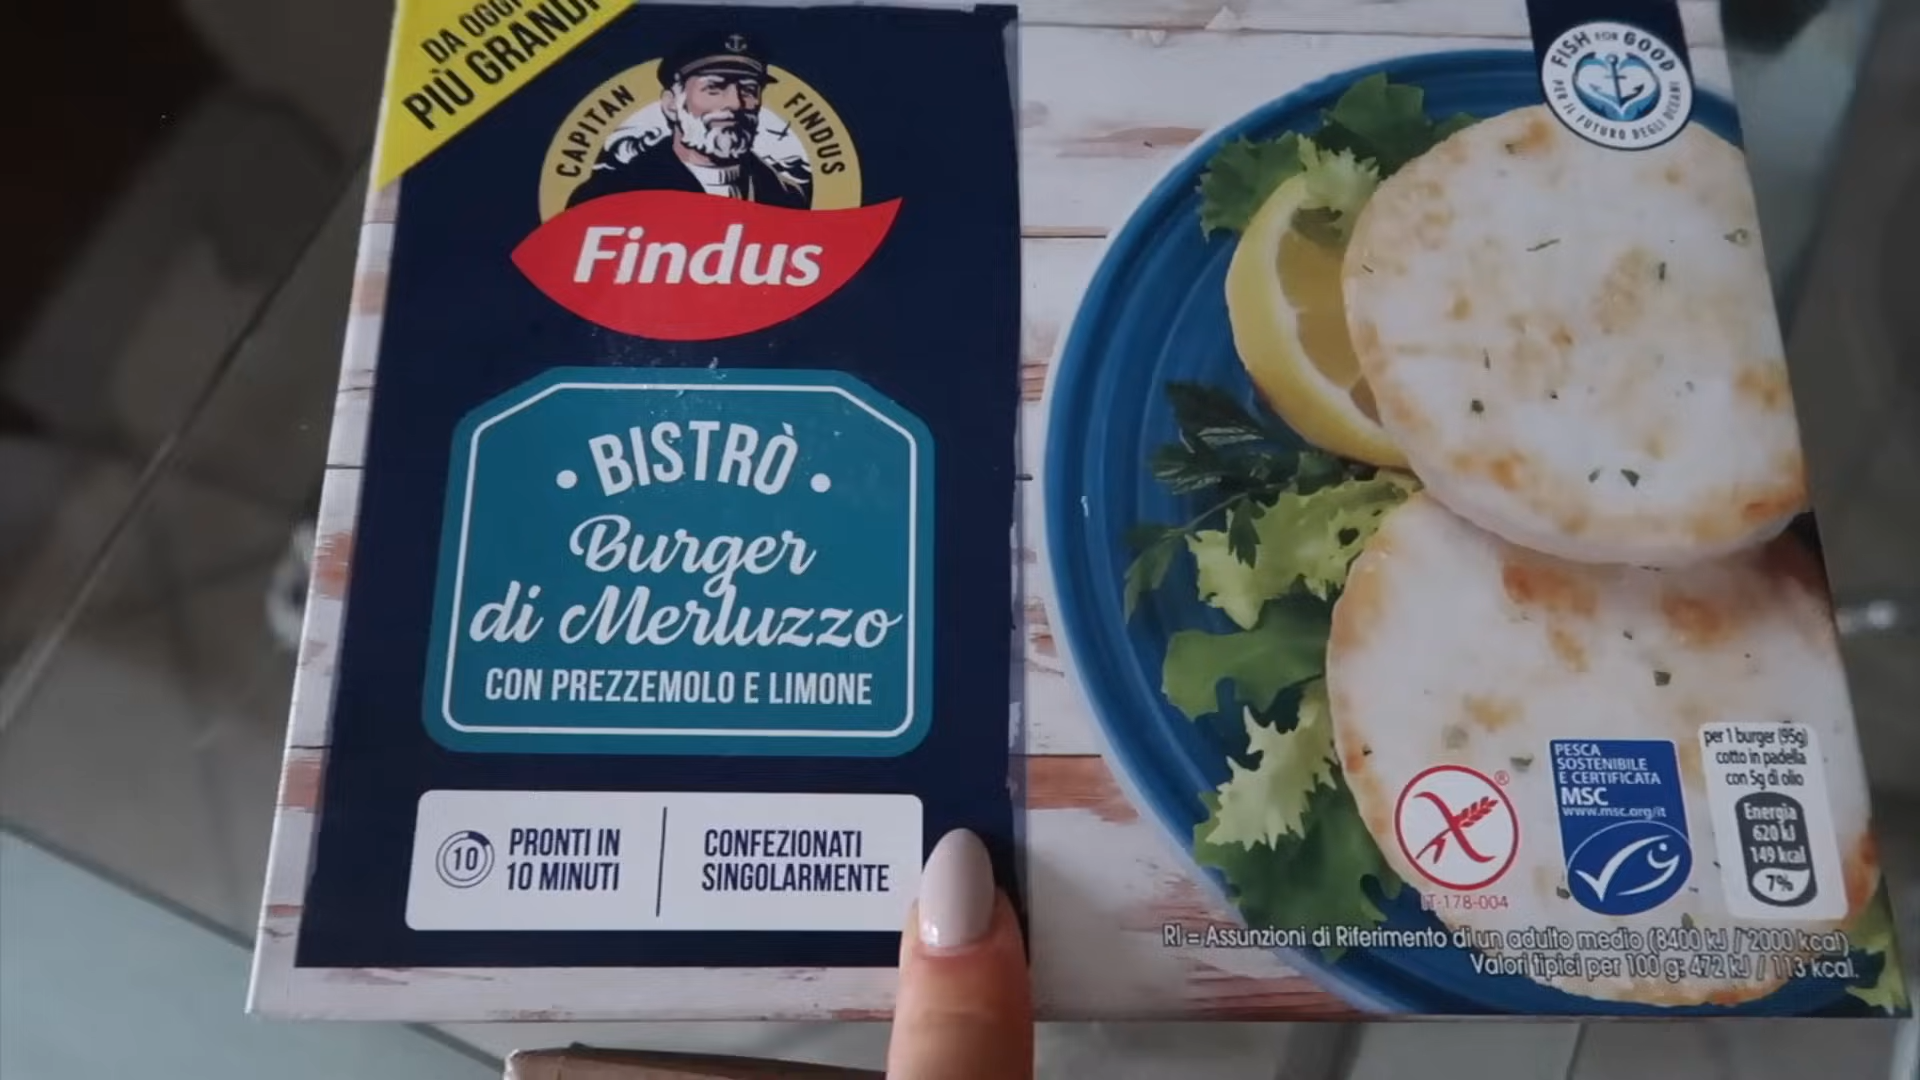 DA OGGI
PIÙ GRANDI
CAPITAN FINDUS
Findus
• BISTRÒ •
Burger
di Merluzzo
CON PREZZEMOLO E LIMONE
10
PRONTI IN
10 MINUTI
CONFEZIONATI
SINGOLARMENTE
FISH FOR GOOD
PER IL FUTURO DEGLI OCEANI
IT-178-004
PESCA
SOSTENIBILE
E CERTIFICATA
MSC
www.msc.org/it
per 1 burger (95g)
cotto in padella
con 5g di olio
Energia
620 kJ
149 kcal
7%
RI = Assunzioni di Riferimento di un adulto medio (8400 kJ / 2000 kcal)
Valori tipici per 100 g: 472 kJ / 113 kcal.